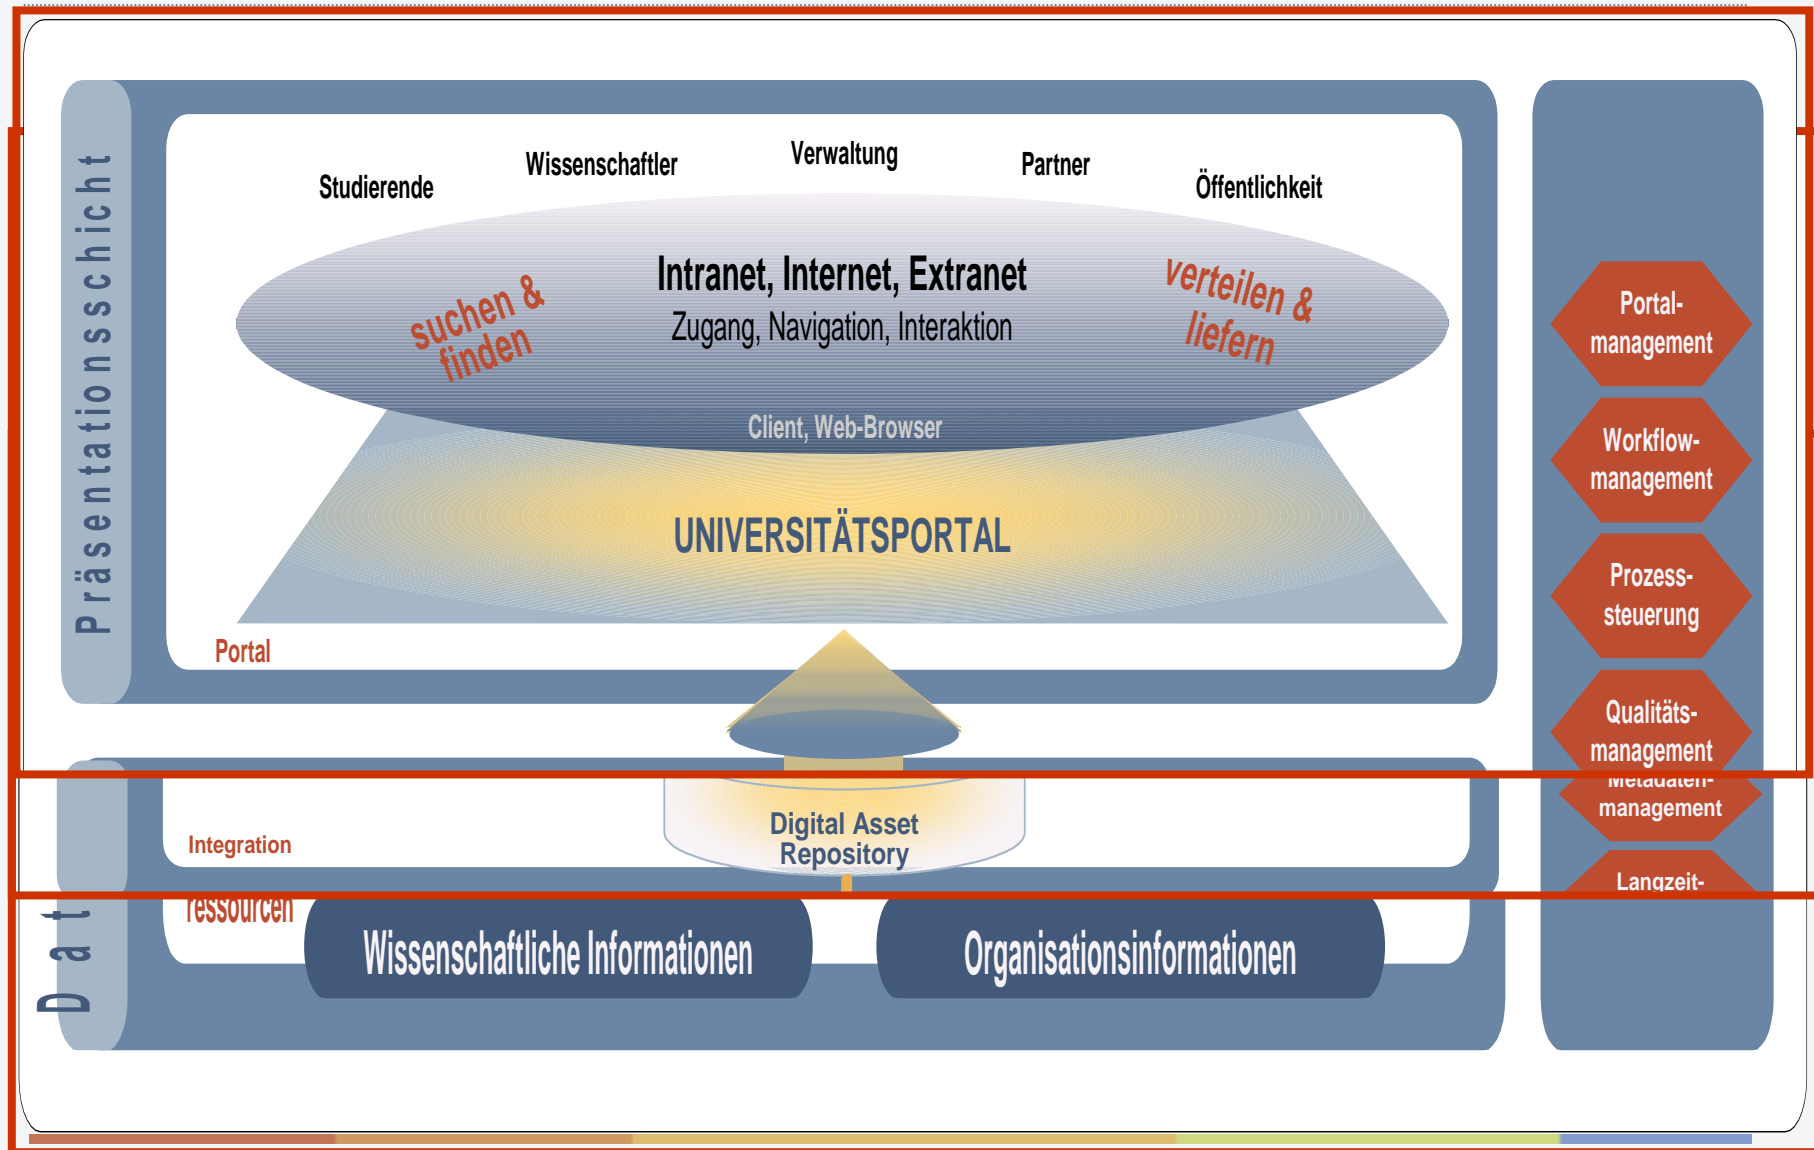 Präsentationsschicht
Studierende
Wissenschaftler
Verwaltung
Partner
Öffentlichkeit
suchen &
finden
Intranet, Internet, Extranet
Zugang, Navigation, Interaktion
verteilen &
liefern
Client, Web-Browser
UNIVERSITÄTSPORTAL
Portal
Portal-
management
Workflow-
management
Prozess-
steuerung
Qualitäts-
management
Metadaten-
management
Langzeit-
Integration
Digital Asset
Repository
Dat
ressourcen
Wissenschaftliche Informationen
Organisationsinformationen